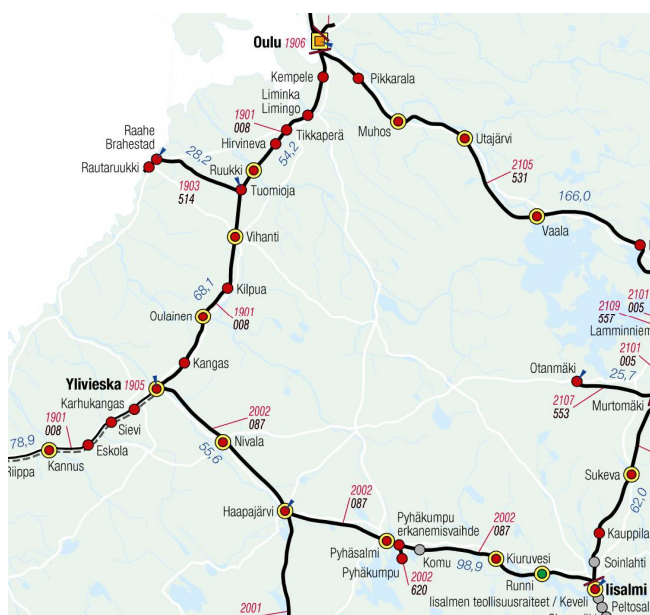 Oulu 1906
Kempele
Pikkarala
Liminka
Limingo
1901
008
Tikkaperä
Muhos
Hirvineva
54,2
Utajärvi
Raahe
Brahestad
28,2
Ruukki
Rautaruukki
1903
514
Tuomioja
2105
531
166,0
Vaala
Vihanti
68,1
Kilpua
1901
008
Oulainen
2101
005
2109
557
Lamminniem
2101
005
Kangas
Otanmäki
25,7
Ylivieska 1905
2107
553
Murtomäki
Karhukangas
1901
008
Sievi
2002
087
78,9
Eskola
Nivala
55,6
Riippa
Kannus
Sukeva
62,0
2002
087
Haapajärvi
Pyhäkumpu
erkanemisvaihde
2002
087
Kauppila
Pyhäsalmi
Komu
98,9
Kiuruvesi
Soinlahti
Pyhäkumpu
2002
620
Runni
Iisalmi
Iisalmen teollisuusraiteet / Keveli
Peltosal
2001